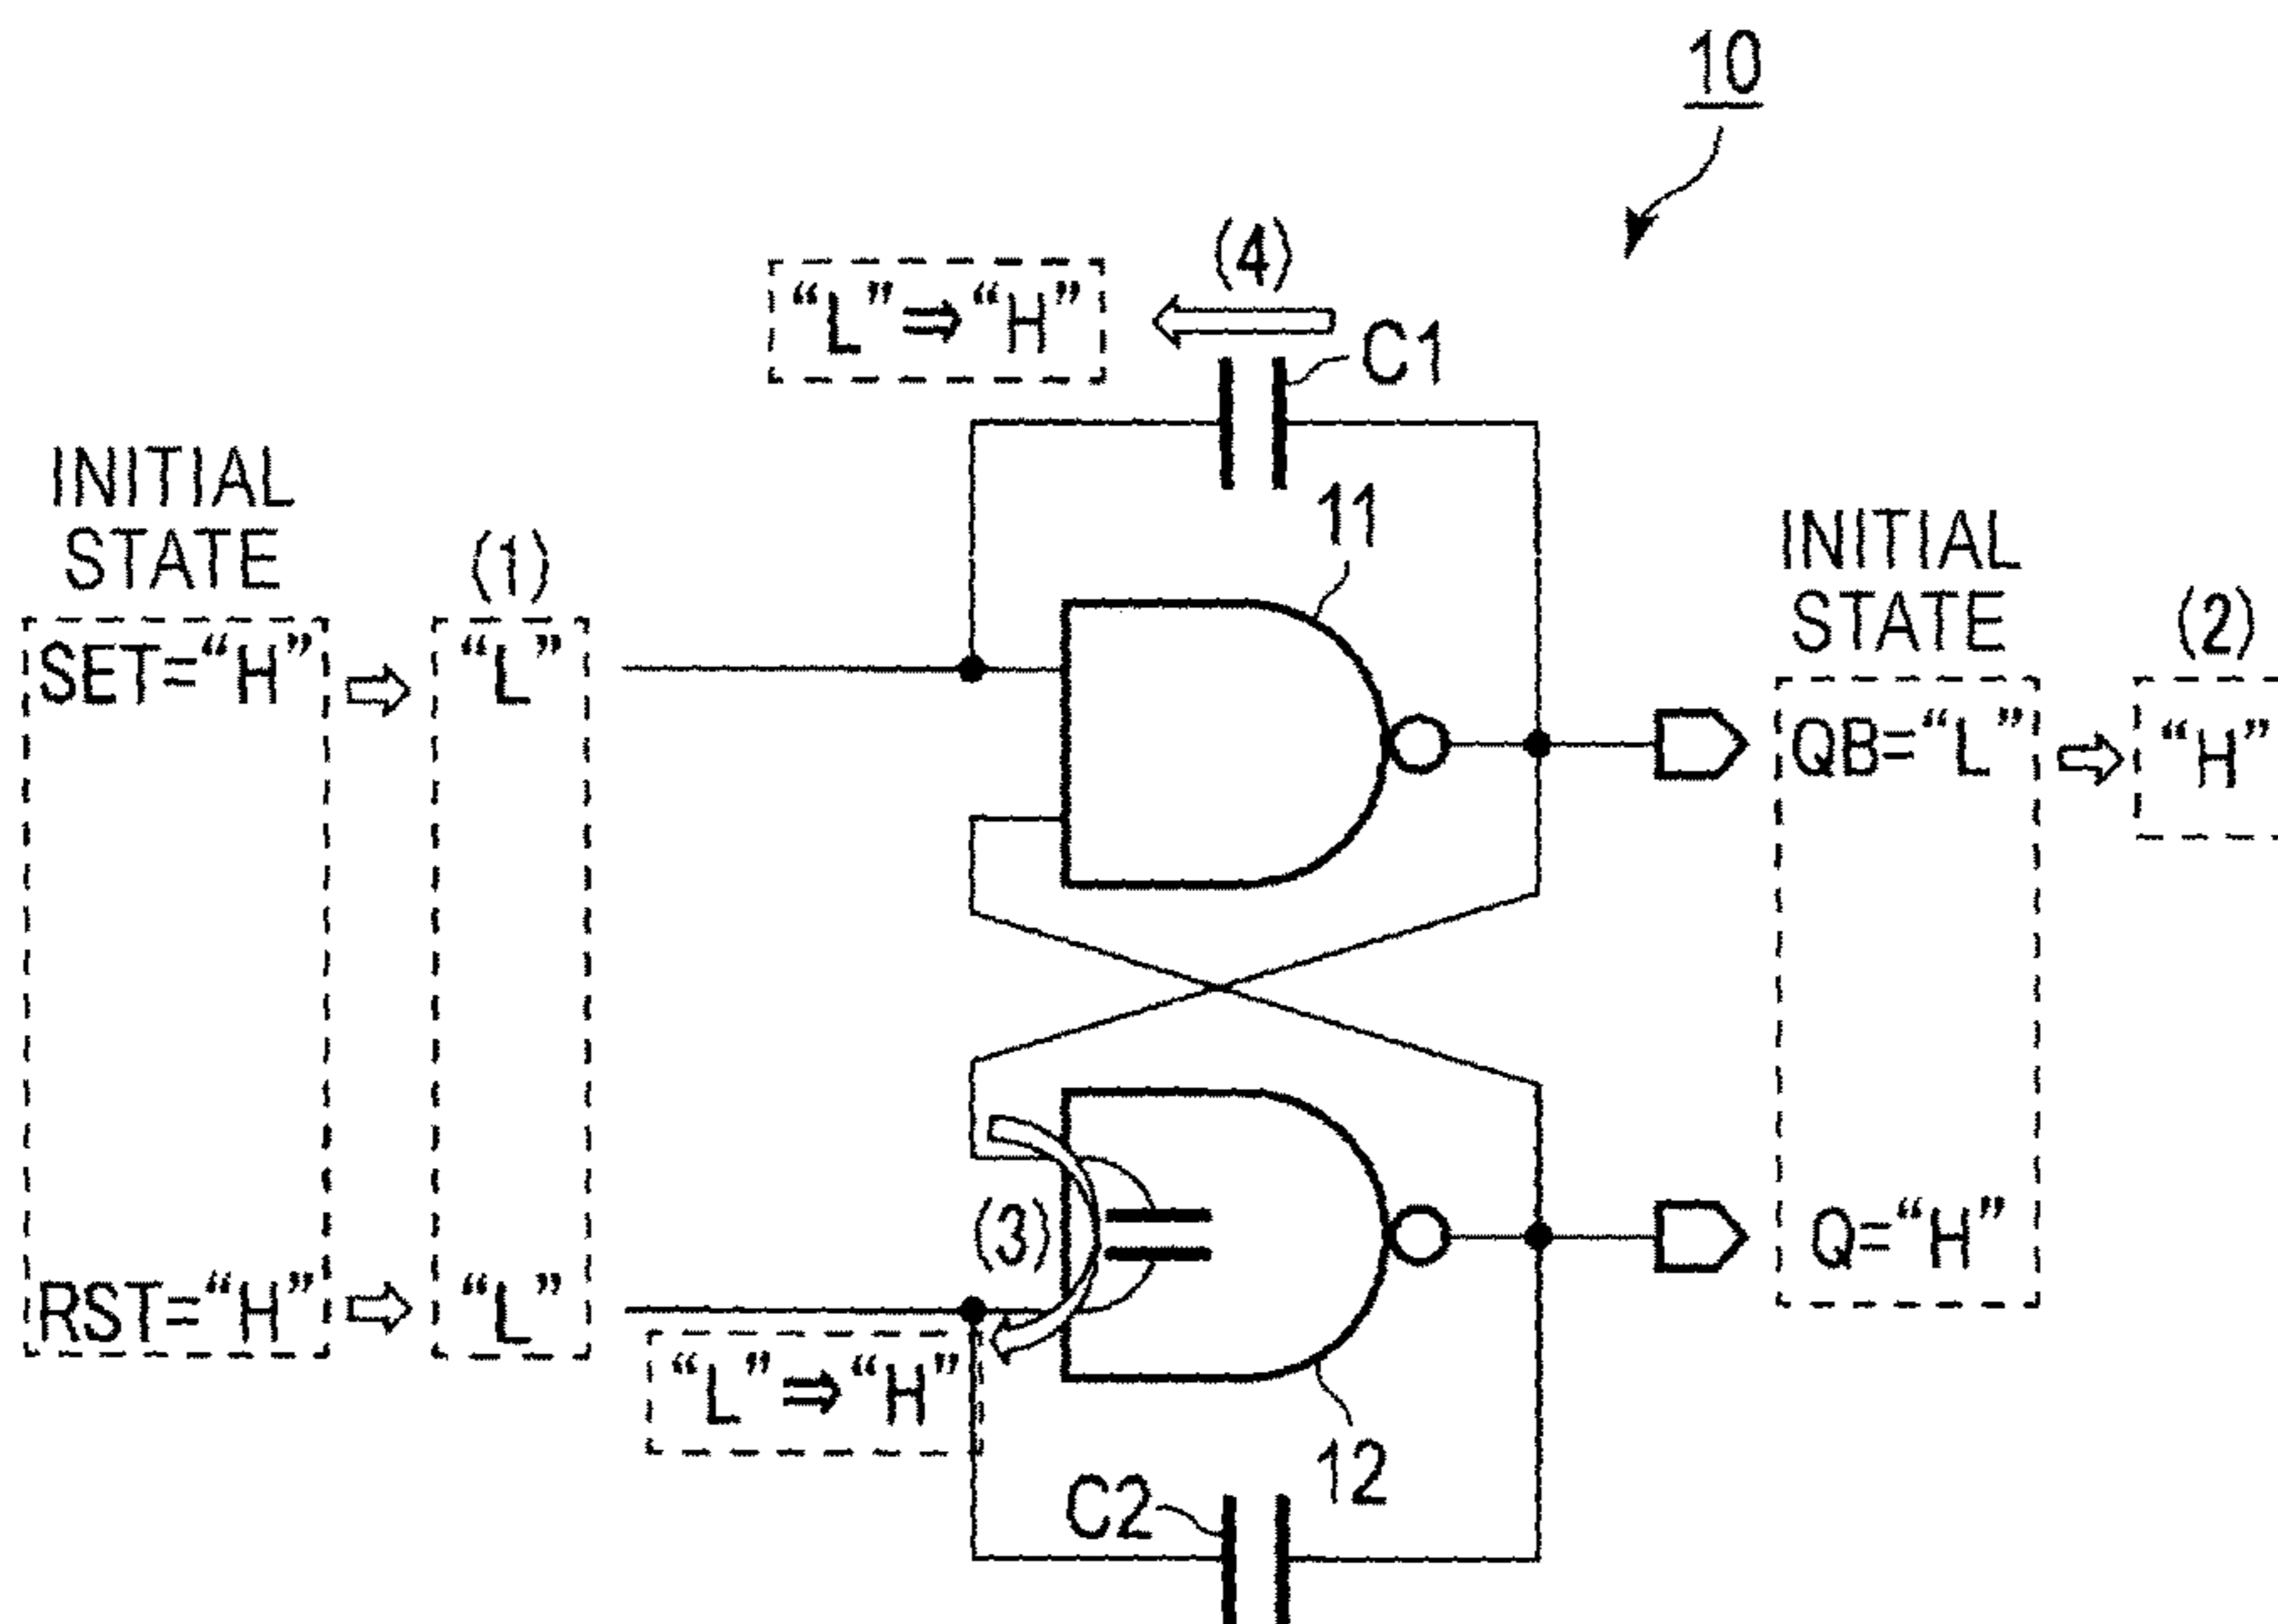 10
(4)
“L”⇒“H”
C1
11
INITIAL
STATE
(1)
SET=“H” ⇨ “L”
RST=“H” ⇨ “L”
INITIAL
STATE
(2)
QB=“L” ⇨ “H”
Q=“H”
(3)
“L”⇒“H”
12
C2